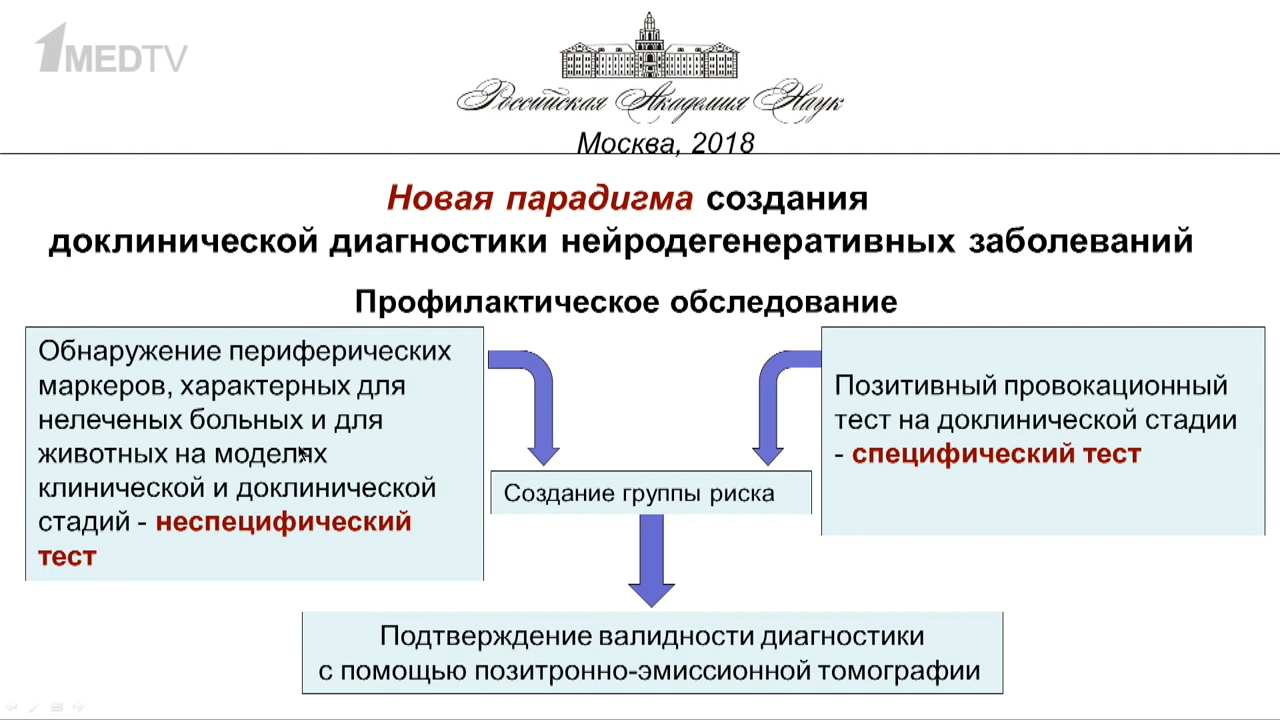 1MEDTV
Российская Академия Наук
Москва, 2018
Новая парадигма создания
доклинической диагностики нейродегенеративных заболеваний
Профилактическое обследование
Обнаружение периферических
маркеров, характерных для
нелеченых больных и для
животных на моделях
клинической и доклинической
стадий - неспецифический
тест
Позитивный провокационный
тест на доклинической стадии
- специфический тест
Создание группы риска
Подтверждение валидности диагностики
с помощью позитронно-эмиссионной томографии